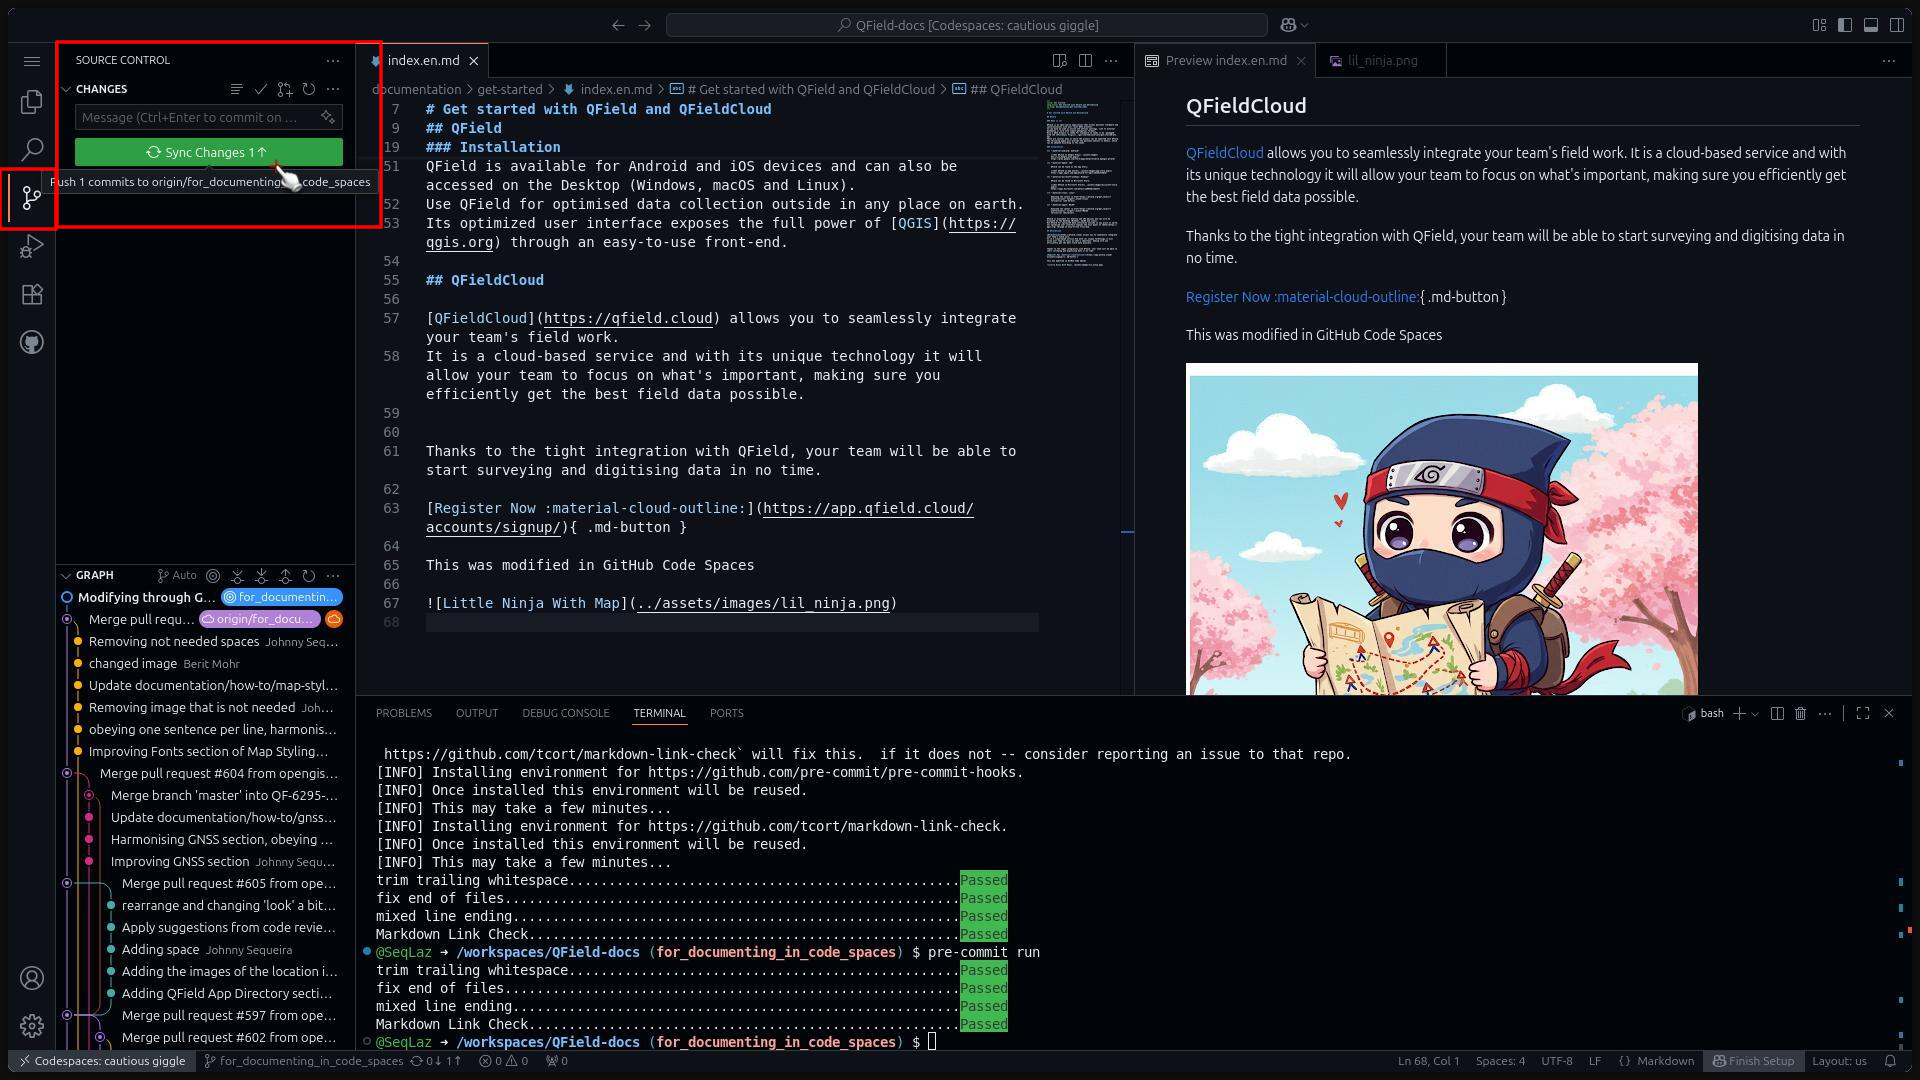 QField-docs [Codespaces: cautious giggle]
SOURCE CONTROL
CHANGES
Message (Ctrl+Enter to commit on ...
Sync Changes 1↑
Push 1 commits to origin/for_documenting code_spaces
GRAPH
Auto
Modifying through G... for_documentin...
Merge pull requ... origin/for_docu...
Removing not needed spaces Johnny Seq...
changed image Berit Mohr
Update documentation/how-to/map-styl...
Removing image that is not needed Joh...
obeying one sentence per line, harmonis...
Improving Fonts section of Map Styling...
Merge pull request #604 from opengis...
Merge branch 'master' into QF-6295-...
Update documentation/how-to/gnss...
Harmonising GNSS section, obeying ...
Improving GNSS section Johnny Sequ...
Merge pull request #605 from ope...
rearrange and changing 'look' a bit...
Apply suggestions from code revie...
Adding space Johnny Sequeira
Adding the images of the location i...
Adding QField App Directory secti...
Merge pull request #597 from ope...
Merge pull request #602 from ope...
index.en.md
documentation > get-started > index.en.md > # Get started with QField and QFieldCloud > ## QFieldCloud
7 # Get started with QField and QFieldCloud
9 ## QField
19 ### Installation
51 QField is available for Android and iOS devices and can also be
accessed on the Desktop (Windows, macOS and Linux).
52 Use QField for optimised data collection outside in any place on earth.
53 Its optimized user interface exposes the full power of [QGIS](https://
qgis.org) through an easy-to-use front-end.
54
55 ## QFieldCloud
56
57 [QFieldCloud](https://qfield.cloud) allows you to seamlessly integrate
your team's field work.
58 It is a cloud-based service and with its unique technology it will
allow your team to focus on what's important, making sure you
efficiently get the best field data possible.
59
60
61 Thanks to the tight integration with QField, your team will be able to
start surveying and digitising data in no time.
62
63 [Register Now :material-cloud-outline:](https://app.qfield.cloud/
accounts/signup/){ .md-button }
64
65 This was modified in GitHub Code Spaces
66
67 ![Little Ninja With Map](../assets/images/lil_ninja.png)
68
Preview index.en.md
lil_ninja.png
QFieldCloud
QFieldCloud allows you to seamlessly integrate your team's field work. It is a cloud-based service and with
its unique technology it will allow your team to focus on what's important, making sure you efficiently get
the best field data possible.
Thanks to the tight integration with QField, your team will be able to start surveying and digitising data in
no time.
Register Now :material-cloud-outline:{ .md-button }
This was modified in GitHub Code Spaces
PROBLEMS OUTPUT DEBUG CONSOLE TERMINAL PORTS
bash
https://github.com/tcort/markdown-link-check` will fix this.  if it does not -- consider reporting an issue to that repo.
[INFO] Installing environment for https://github.com/pre-commit/pre-commit-hooks.
[INFO] Once installed this environment will be reused.
[INFO] This may take a few minutes...
[INFO] Installing environment for https://github.com/tcort/markdown-link-check.
[INFO] Once installed this environment will be reused.
[INFO] This may take a few minutes...
trim trailing whitespace.................................................Passed
fix end of files.........................................................Passed
mixed line ending........................................................Passed
Markdown Link Check......................................................Passed
@SeqLaz ➜ /workspaces/QField-docs (for_documenting_in_code_spaces) $ pre-commit run
trim trailing whitespace.................................................Passed
fix end of files.........................................................Passed
mixed line ending........................................................Passed
Markdown Link Check......................................................Passed
@SeqLaz ➜ /workspaces/QField-docs (for_documenting_in_code_spaces) $
Codespaces: cautious giggle for_documenting_in_code_spaces 0↓ 1↑ 0 0 0 Ln 68, Col 1 Spaces: 4 UTF-8 LF { } Markdown Finish Setup Layout: us